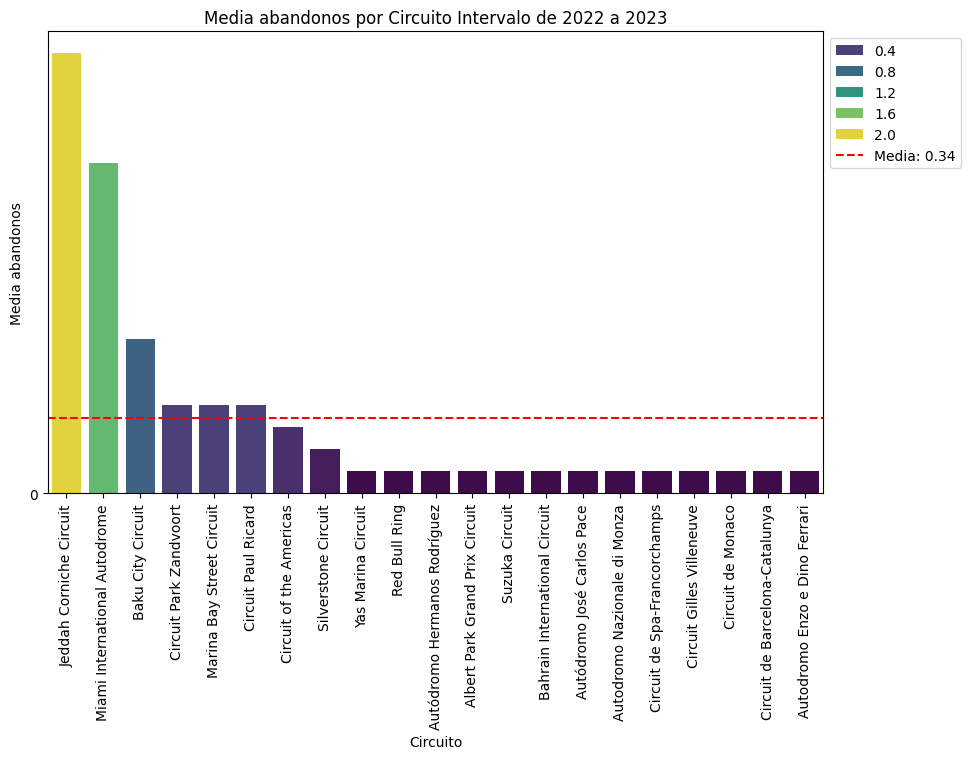 Media abandonos por Circuito Intervalo de 2022 a 2023
0.4
0.8
1.2
1.6
2.0
Media: 0.34
Media abandonos
0
Jeddah Corniche Circuit
Miami International Autodrome
Baku City Circuit
Circuit Park Zandvoort
Marina Bay Street Circuit
Circuit Paul Ricard
Circuit of the Americas
Silverstone Circuit
Yas Marina Circuit
Red Bull Ring
Autódromo Hermanos Rodríguez
Albert Park Grand Prix Circuit
Suzuka Circuit
Bahrain International Circuit
Autódromo José Carlos Pace
Autodromo Nazionale di Monza
Circuit de Spa-Francorchamps
Circuit Gilles Villeneuve
Circuit de Monaco
Circuit de Barcelona-Catalunya
Autodromo Enzo e Dino Ferrari
Circuito